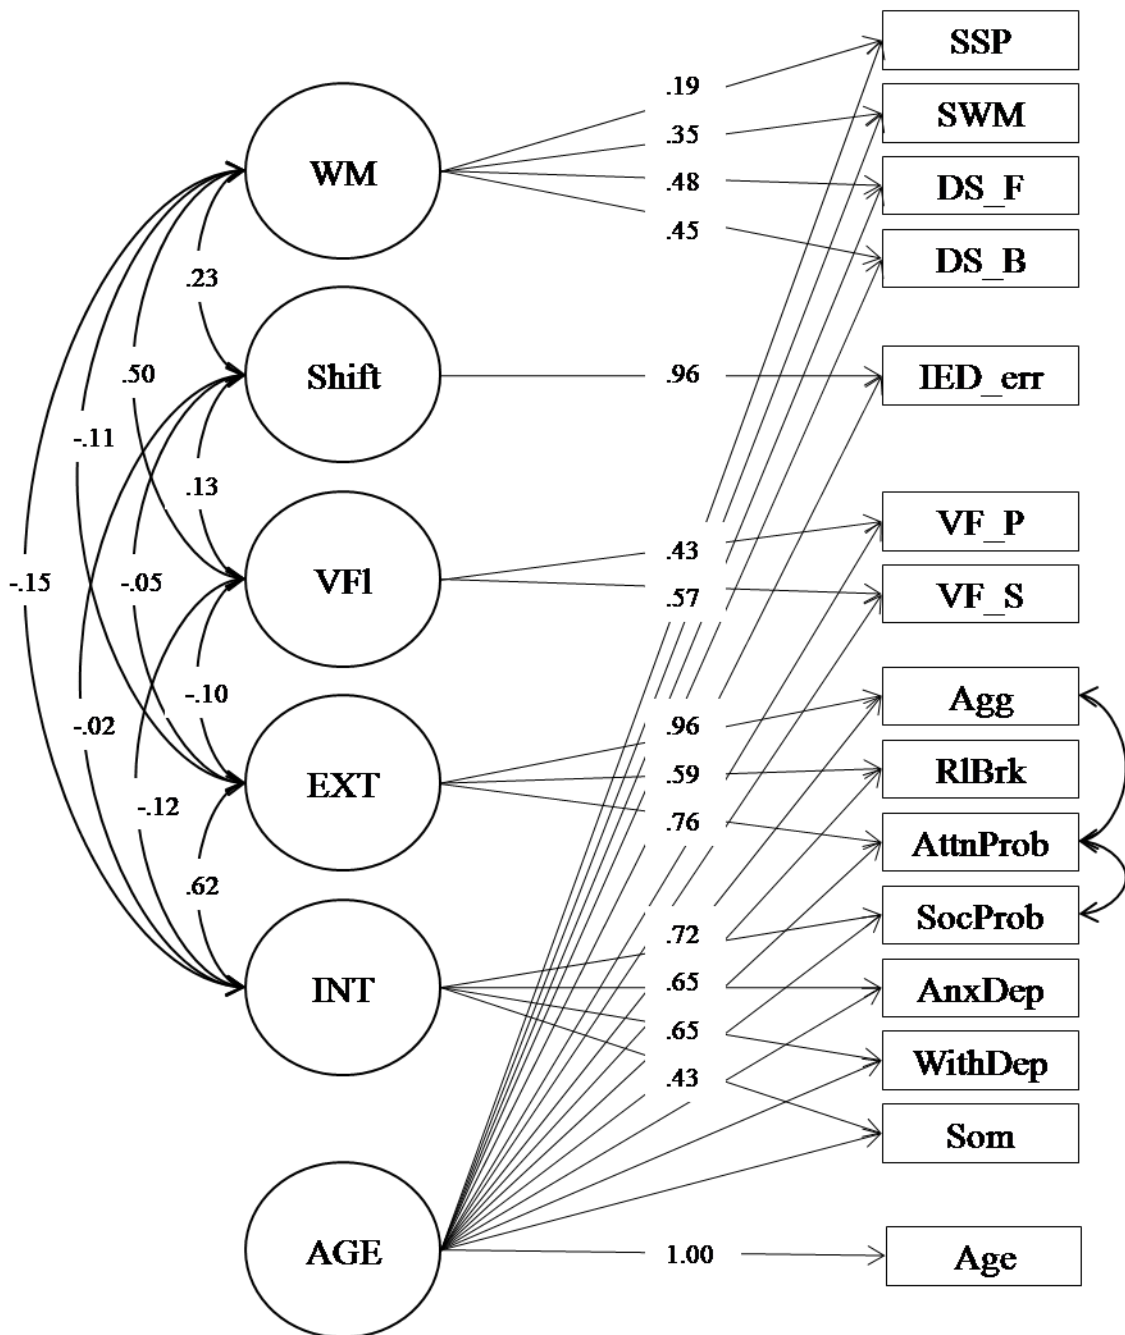 SSP
.19
SWM
.35
WM
.48
DS_F
.45
DS_B
.23
.50
Shift
.96
IED_err
-.11
.13
VF_P
.43
-.15
-.05
VFl
.57
VF_S
-.10
Agg
-.02
.96
RlBrk
.59
EXT
-.12
.76
AttnProb
.62
SocProb
.72
INT
.65
AnxDep
.65
WithDep
.43
Som
AGE
1.00
Age